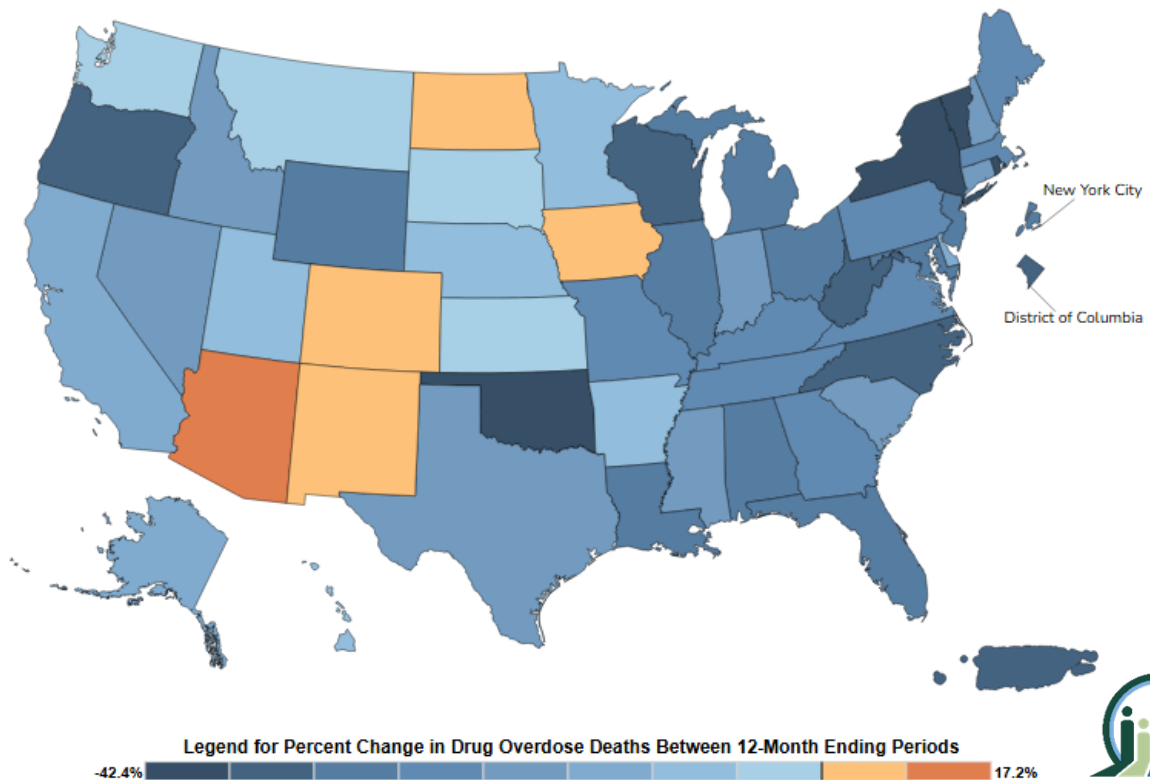 New York City
District of Columbia
Legend for Percent Change in Drug Overdose Deaths Between 12-Month Ending Periods
-42.4%
17.2%